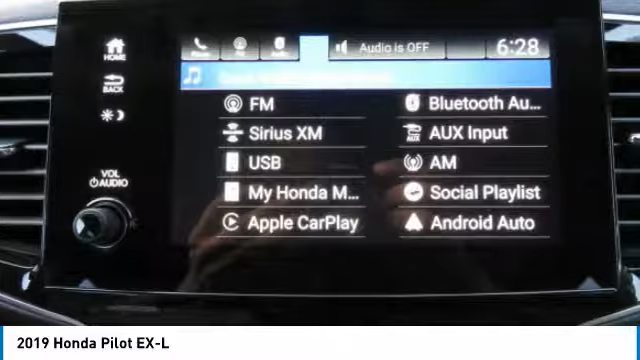 HOME
BACK
VOL
AUDIO
Audio is OFF
6:28
FM
Bluetooth Au...
Sirius XM
AUX Input
USB
AM
My Honda M...
Social Playlist
Apple CarPlay
Android Auto
2019 Honda Pilot EX-L